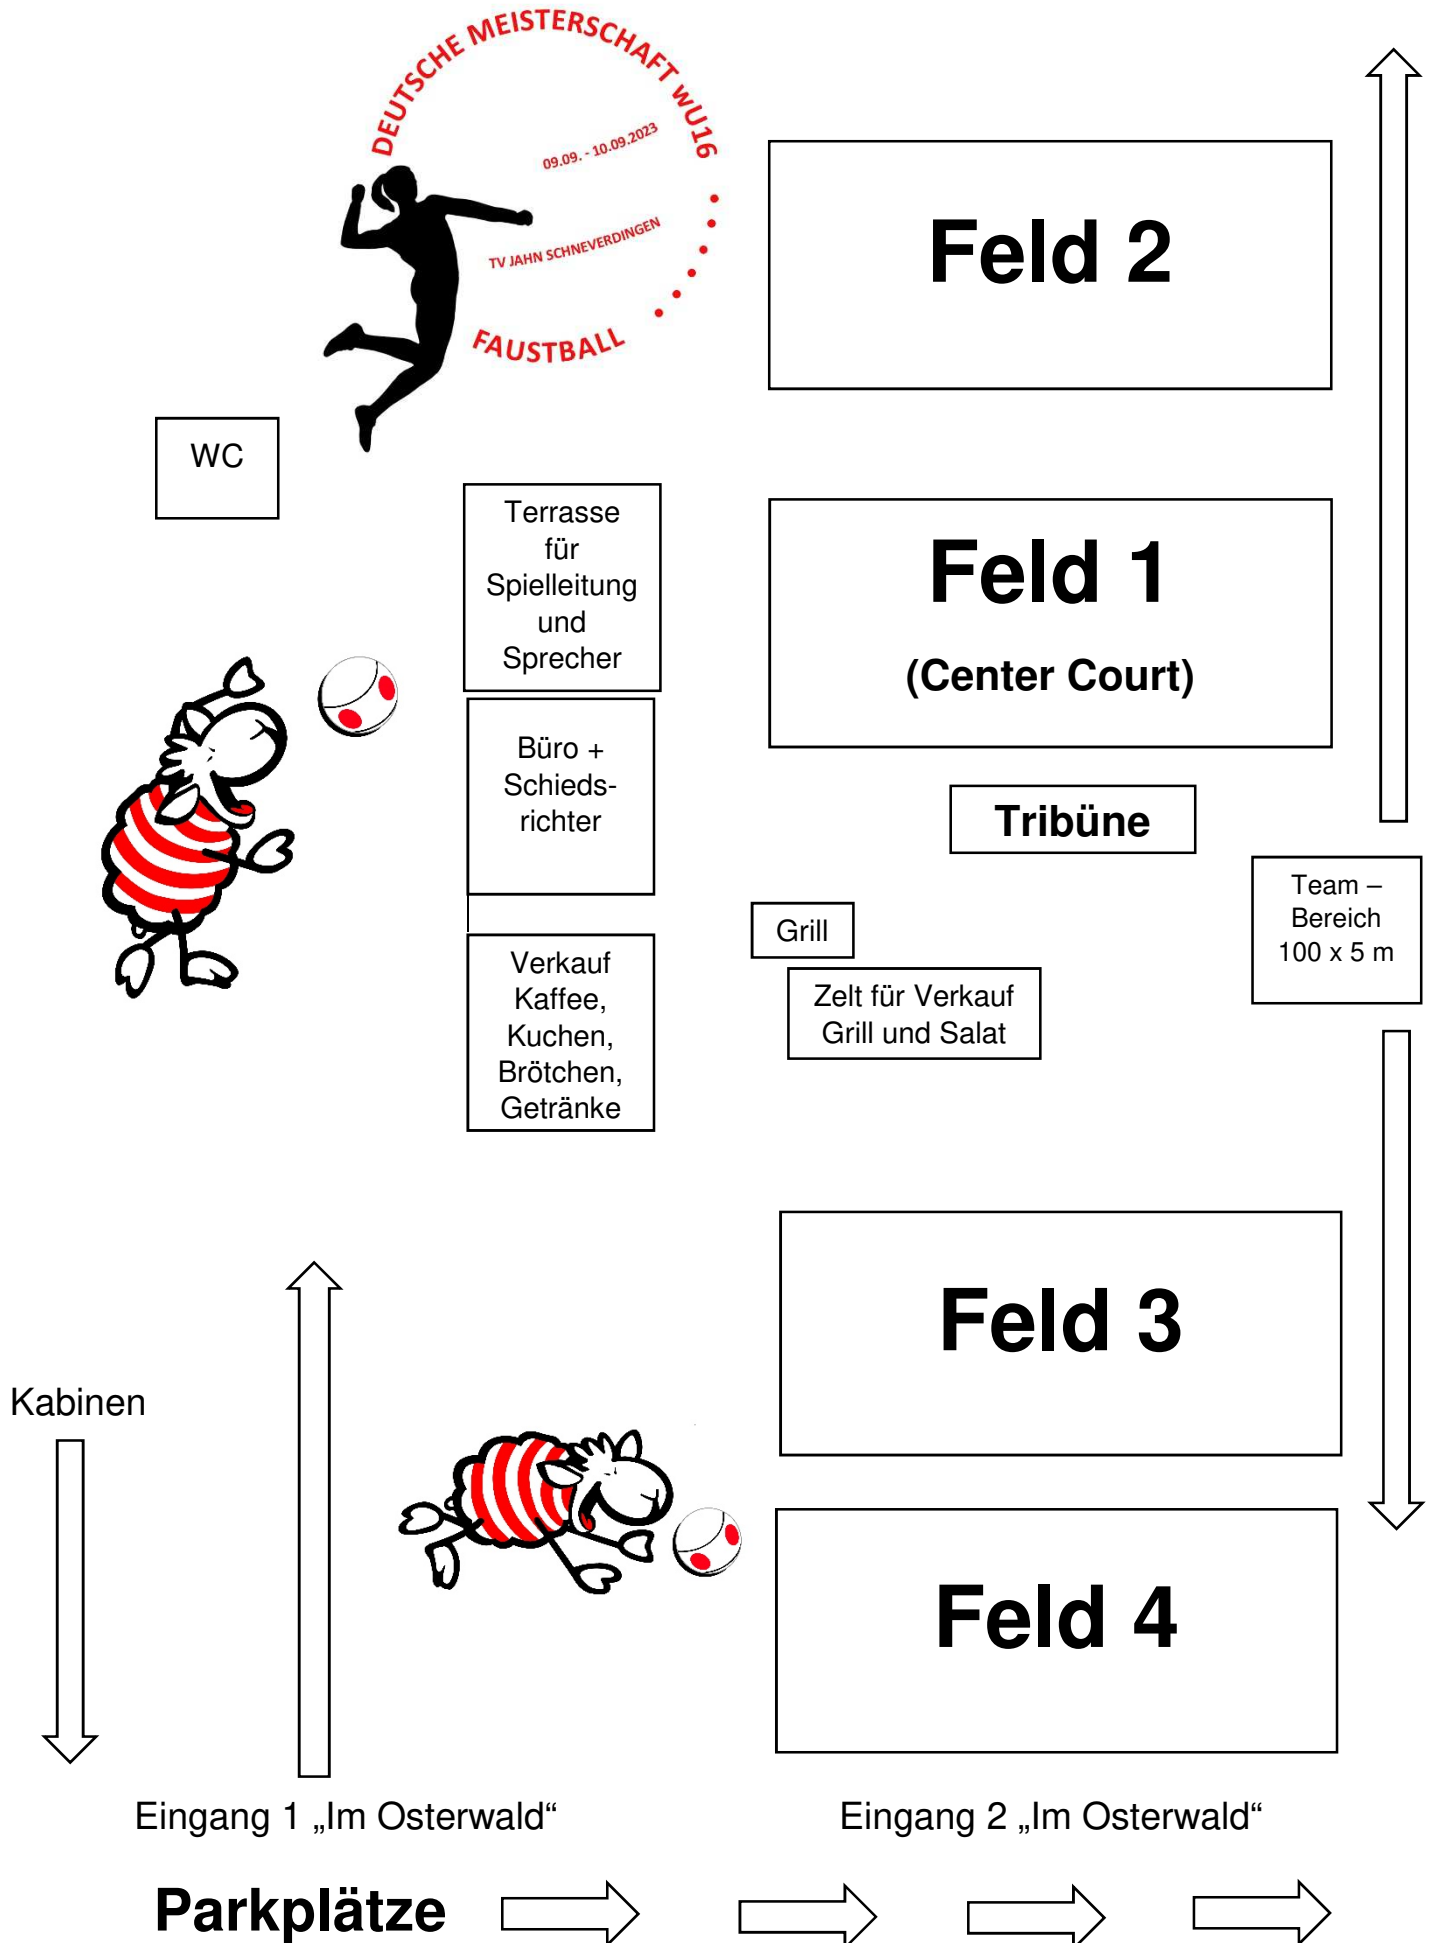 DEUTSCHE MEISTERSCHAFT wU16
09.09. - 10.09.2023
TV JAHN SCHNEVERDINGEN
FAUSTBALL
Feld 2
WC
Terrasse
für
Spielleitung
und
Sprecher
Feld 1
(Center Court)
Büro +
Schieds-
richter
Tribüne
Team –
Bereich
100 x 5 m
Grill
Verkauf
Kaffee,
Kuchen,
Brötchen,
Getränke
Zelt für Verkauf
Grill und Salat
Feld 3
Kabinen
Feld 4
Eingang 1 „Im Osterwald“
Eingang 2 „Im Osterwald“
Parkplätze